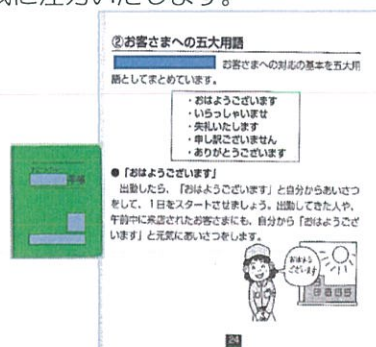 ②お客さまへの五大用語
お客さまへの対応の基本を五大用
語としてまとめています。
・おはようございます
・いらっしゃいませ
・失礼いたします
・申し訳ございません
・ありがとうございます
●「おはようございます」
出勤したら、「おはようございます」と自分からあいさつ
をして、1日をスタートさせましょう。出勤してきた人や、
午前中に来店されたお客さまにも、自分から「おはようござ
います」と元気にあいさつをします。
おはよう
ございます
手帳
24